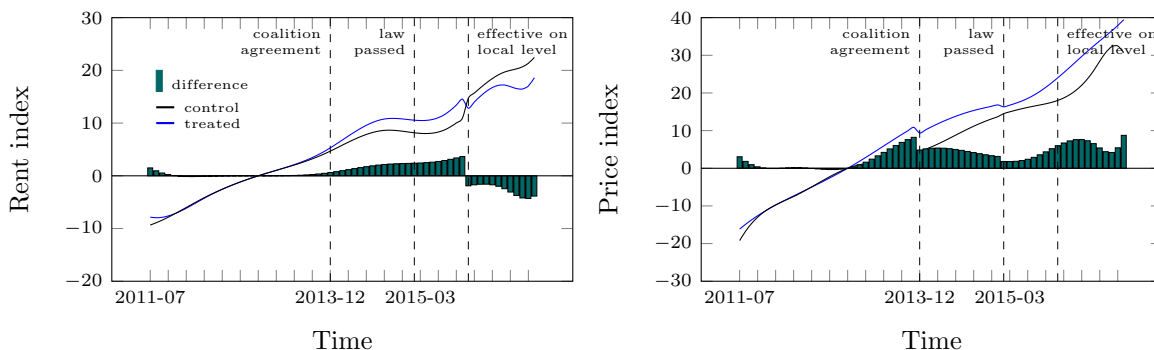 30
20
10
0
−10
−20
Rent index
coalition
agreement
law
passed
effective on
local level
difference
control
treated
2011-07
2013-12
2015-03
Time
40
30
20
10
0
−10
−20
−30
Price index
coalition
agreement
law
passed
effective on
local level
2011-07
2013-12
2015-03
Time